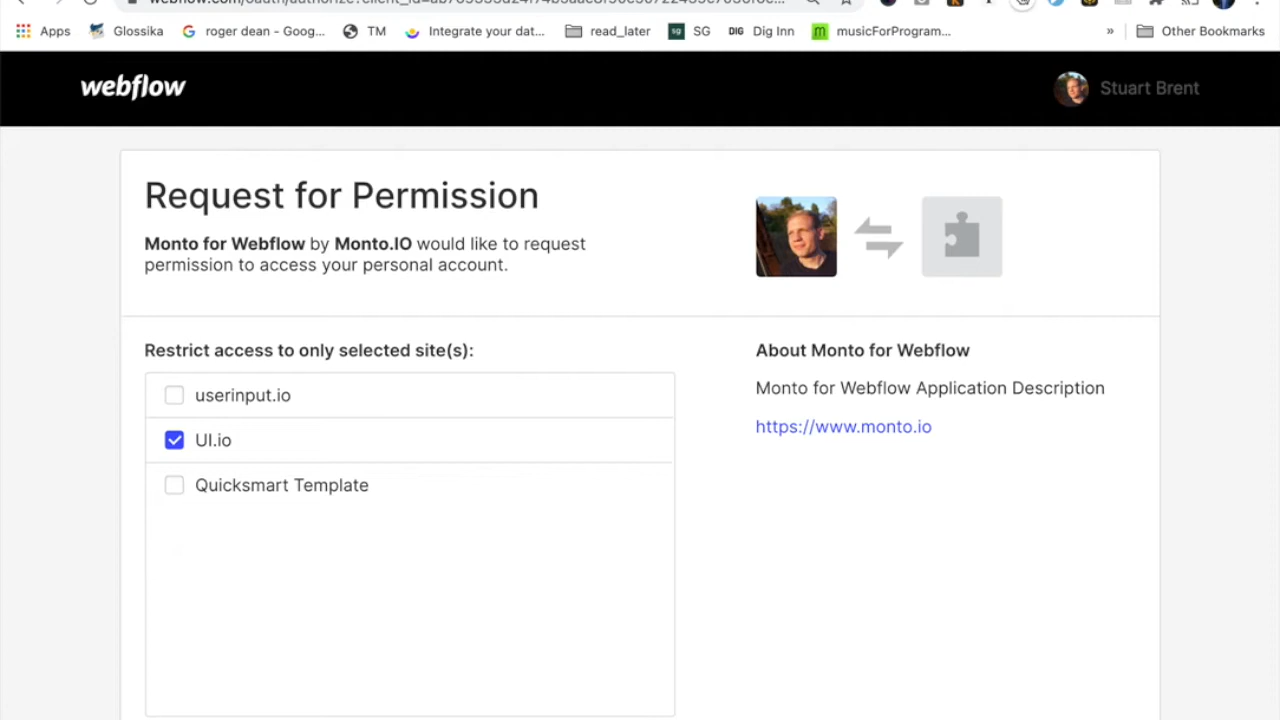 Apps Glossika roger dean - Goog... TM Integrate your dat... read_later SG Dig Inn musicForProgram... » Other Bookmarks
webflow Stuart Brent
Request for Permission
Monto for Webflow by Monto.IO would like to request
permission to access your personal account.
Restrict access to only selected site(s):
userinput.io
UI.io
Quicksmart Template
About Monto for Webflow
Monto for Webflow Application Description
https://www.monto.io